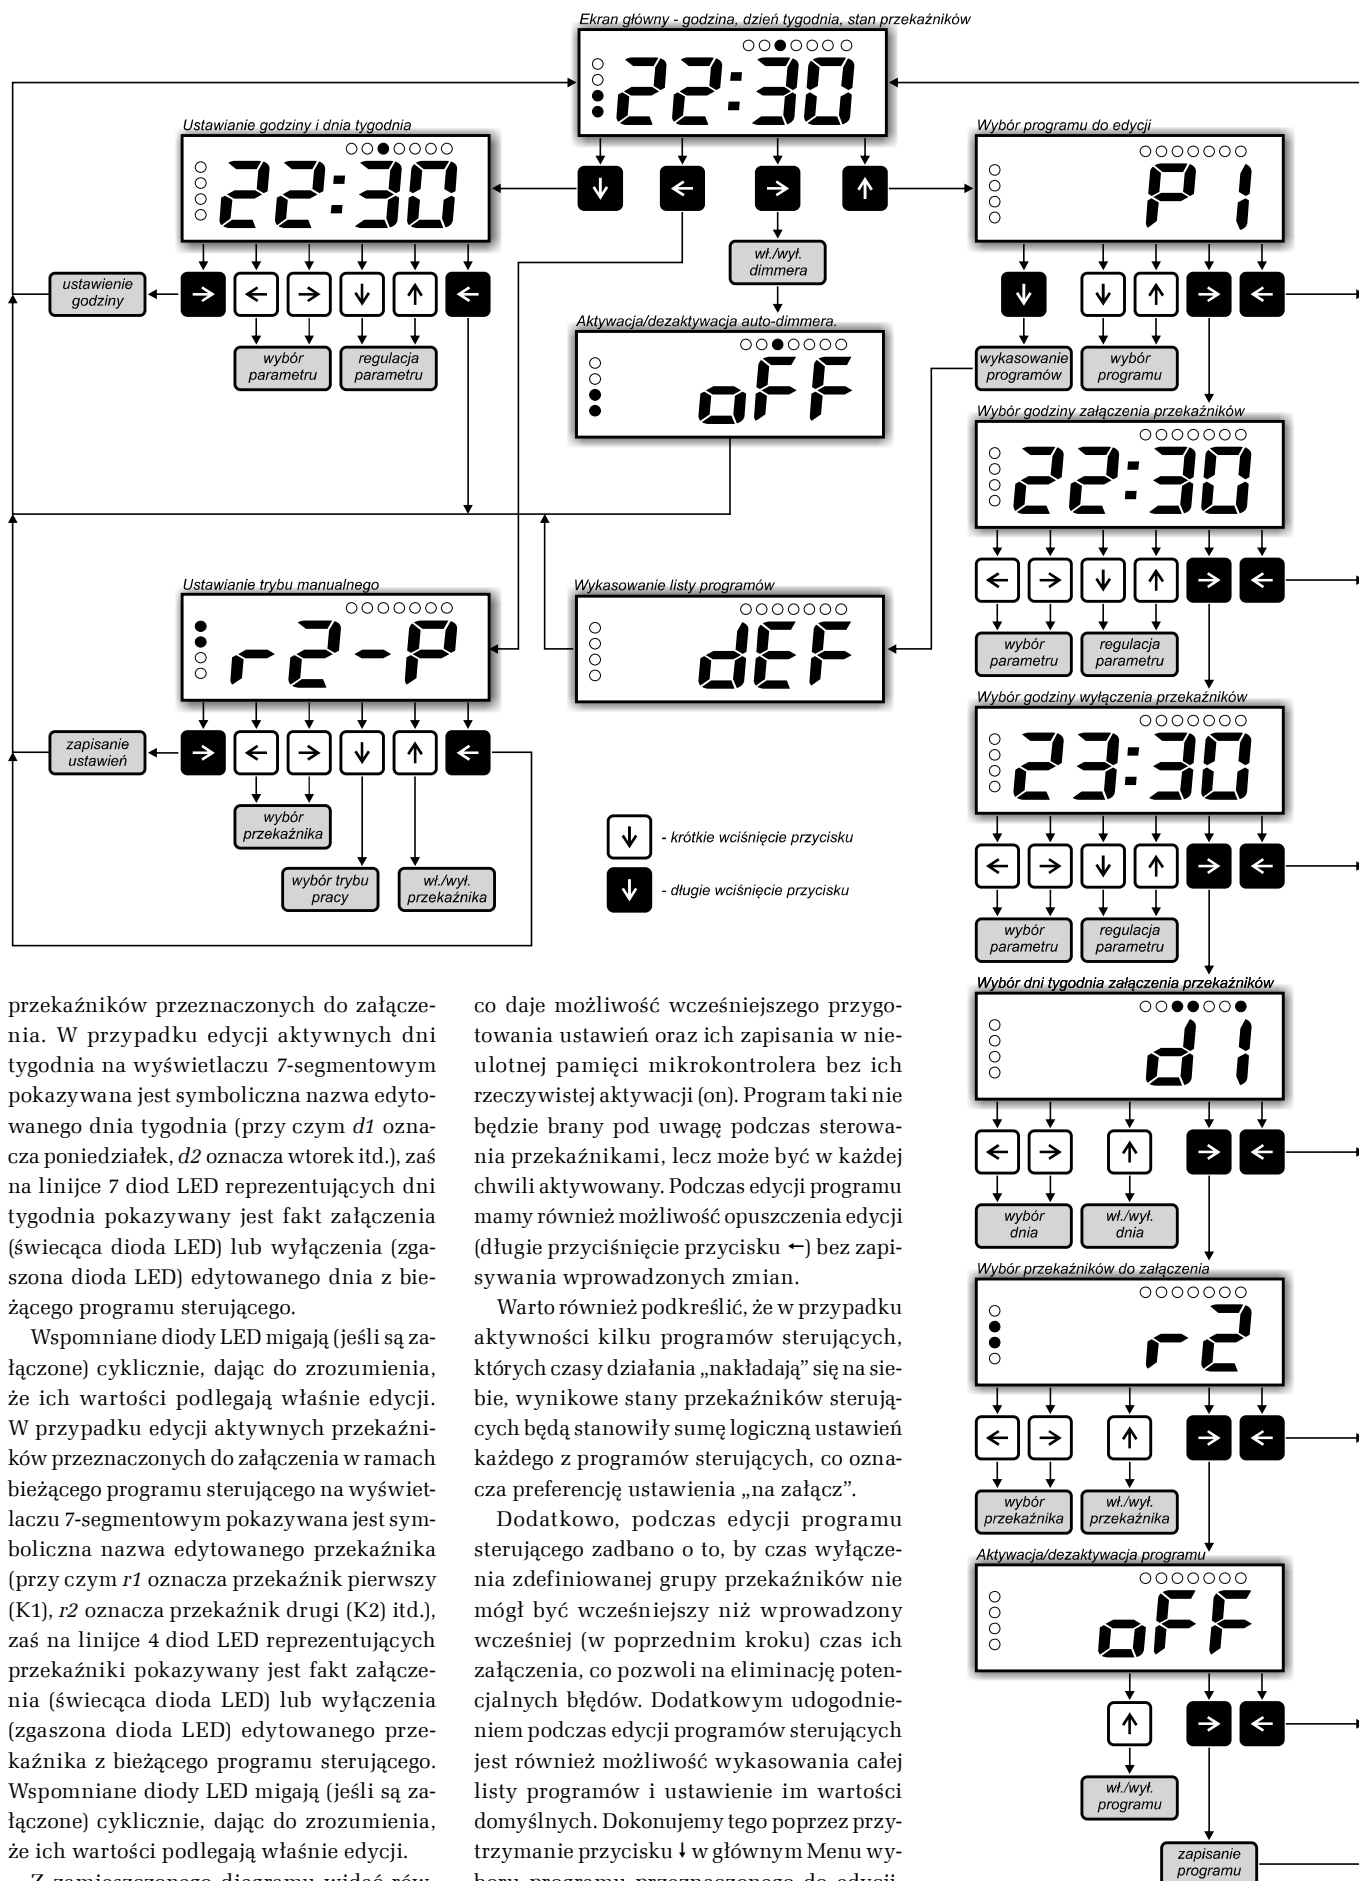 Ekran główny - godzina, dzień tygodnia, stan przekaźników
22:30
Ustawianie godziny i dnia tygodnia
22:30
ustawienie
godziny
wybór
parametru
regulacja
parametru
wł./wył.
dimmera
Aktywacja/dezaktywacja auto-dimmera.
oFF
Wybór programu do edycji
P1
wykasowanie
programów
wybór
programu
Wybór godziny załączenia przekaźników
22:30
wybór
parametru
regulacja
parametru
Ustawianie trybu manualnego
r2-P
zapisanie
ustawień
wybór
przekaźnika
wybór trybu
pracy
wł./wył.
przekaźnika
Wykasowanie listy programów
dEF
- krótkie wciśnięcie przycisku
- długie wciśnięcie przycisku
Wybór godziny wyłączenia przekaźników
23:30
wybór
parametru
regulacja
parametru
Wybór dni tygodnia załączenia przekaźników
d1
wybór
dnia
wł./wył.
dnia
Wybór przekaźników do załączenia
r2
wybór
przekaźnika
wł./wył.
przekaźnika
Aktywacja/dezaktywacja programu
oFF
wł./wył.
programu
zapisanie
programu
przekaźników przeznaczonych do załącze-
nia. W przypadku edycji aktywnych dni
tygodnia na wyświetlaczu 7-segmentowym
pokazywana jest symboliczna nazwa edyto-
wanego dnia tygodnia (przy czym d1 ozna-
cza poniedziałek, d2 oznacza wtorek itd.), zaś
na linijce 7 diod LED reprezentujących dni
tygodnia pokazywany jest fakt załączenia
(świecąca dioda LED) lub wyłączenia (zga-
szona dioda LED) edytowanego dnia z bie-
żącego programu sterującego.
Wspomniane diody LED migają (jeśli są za-
łączone) cyklicznie, dając do zrozumienia,
że ich wartości podlegają właśnie edycji.
W przypadku edycji aktywnych przekaźni-
ków przeznaczonych do załączenia w ramach
bieżącego programu sterującego na wyświet-
laczu 7-segmentowym pokazywana jest sym-
boliczna nazwa edytowanego przekaźnika
(przy czym r1 oznacza przekaźnik pierwszy
(K1), r2 oznacza przekaźnik drugi (K2) itd.),
zaś na linijce 4 diod LED reprezentujących
przekaźniki pokazywany jest fakt załącze-
nia (świecąca dioda LED) lub wyłączenia
(zgaszona dioda LED) edytowanego prze-
kaźnika z bieżącego programu sterującego.
Wspomniane diody LED migają (jeśli są za-
łączone) cyklicznie, dając do zrozumienia,
że ich wartości podlegają właśnie edycji.
Z zamieszczonego diagramu widać rów-
co daje możliwość wcześniejszego przygo-
towania ustawień oraz ich zapisania w nie-
ulotnej pamięci mikrokontrolera bez ich
rzeczywistej aktywacji (on). Program taki nie
będzie brany pod uwagę podczas sterowa-
nia przekaźnikami, lecz może być w każdej
chwili aktywowany. Podczas edycji programu
mamy również możliwość opuszczenia edycji
(długie przyciśnięcie przycisku ←) bez zapi-
sywania wprowadzonych zmian.
Warto również podkreślić, że w przypadku
aktywności kilku programów sterujących,
których czasy działania „nakładają” się na sie-
bie, wynikowe stany przekaźników sterują-
cych będą stanowiły sumę logiczną ustawień
każdego z programów sterujących, co ozna-
cza preferencję ustawienia „na załącz”.
Dodatkowo, podczas edycji programu
sterującego zadbano o to, by czas wyłącze-
nia zdefiniowanej grupy przekaźników nie
mógł być wcześniejszy niż wprowadzony
wcześniej (w poprzednim kroku) czas ich
załączenia, co pozwoli na eliminację poten-
cjalnych błędów. Dodatkowym udogodnie-
niem podczas edycji programów sterujących
jest również możliwość wykasowania całej
listy programów i ustawienie im wartości
domyślnych. Dokonujemy tego poprzez przy-
trzymanie przycisku ↓ w głównym Menu wy-
boru programu przeznaczonego do edycji.